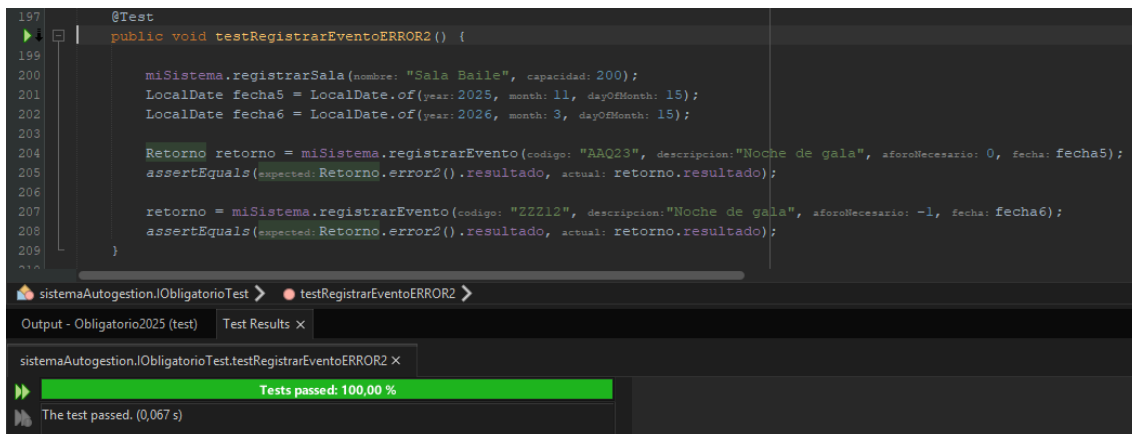 197 @Test
public void testRegistrarEventoERROR2() {
199
200 miSistema.registrarSala(nombre: "Sala Baile", capacidad: 200);
201 LocalDate fecha5 = LocalDate.of(year: 2025, month: 11, dayOfMonth: 15);
202 LocalDate fecha6 = LocalDate.of(year: 2026, month: 3, dayOfMonth: 15);
203
204 Retorno retorno = miSistema.registrarEvento(codigo: "AAQ23", descripcion:"Noche de gala", aforoNecesario: 0, fecha: fecha5);
205 assertEquals(expected: Retorno.error2().resultado, actual: retorno.resultado);
206
207 retorno = miSistema.registrarEvento(codigo: "ZZZ12", descripcion:"Noche de gala", aforoNecesario: -1, fecha: fecha6);
208 assertEquals(expected: Retorno.error2().resultado, actual: retorno.resultado);
209 }
sistemaAutogestion.IObligatorioTest testRegistrarEventoERROR2
Output - Obligatorio2025 (test) Test Results ×
sistemaAutogestion.IObligatorioTest.testRegistrarEventoERROR2 ×
Tests passed: 100,00 %
The test passed. (0,067 s)